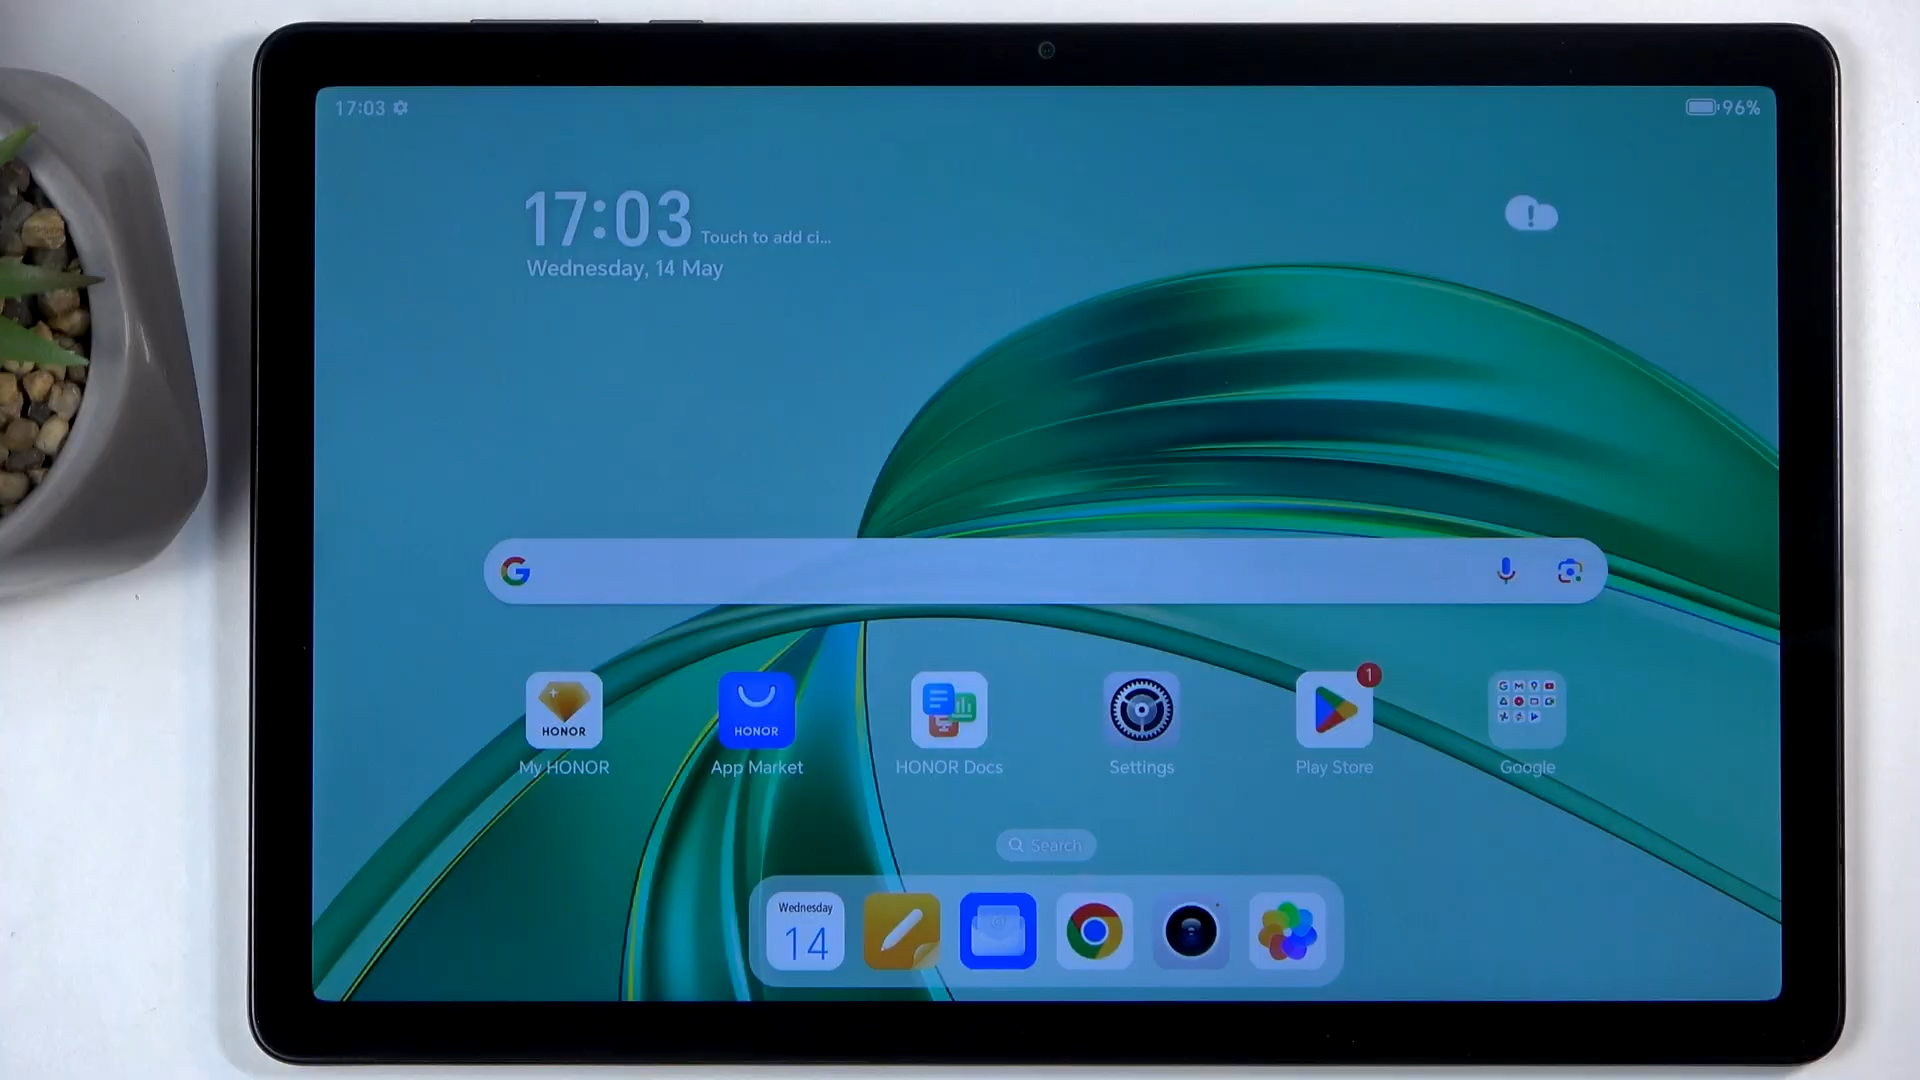 17:03
96%
17:03 Touch to add ci...
Wednesday, 14 May
HONOR
HONOR
My HONOR
App Market
HONOR Docs
Settings
1
Play Store
Google
Search
Wednesday
14